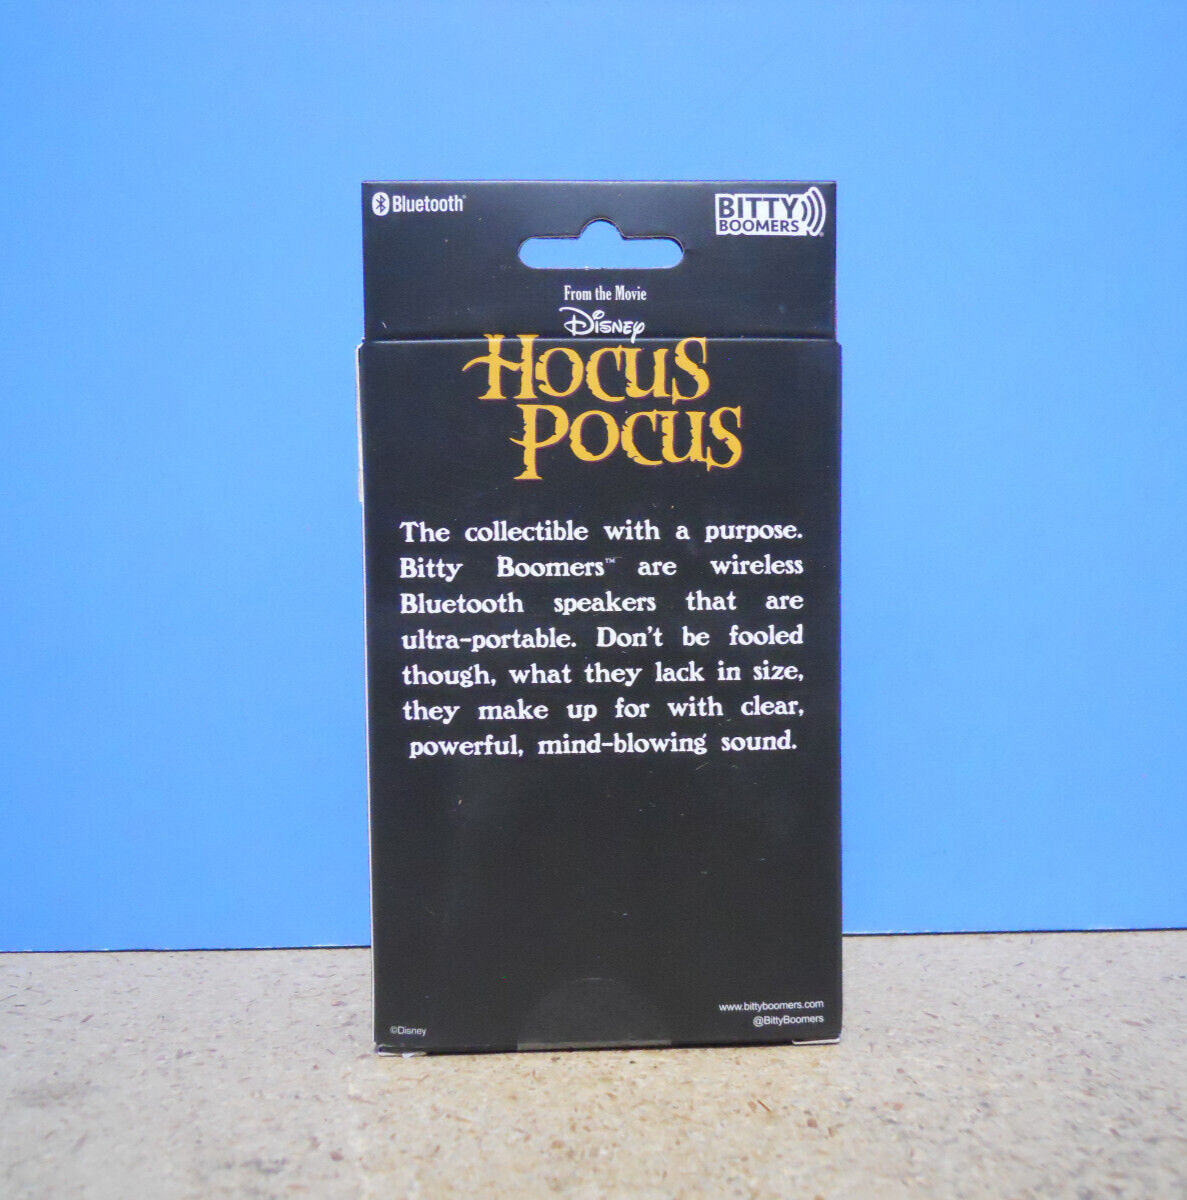 Bluetooth®
BITTY
BOOMERS®
From the Movie
Disney
HOCUS
POCUS
The collectible with a purpose.
Bitty Boomers™ are wireless
Bluetooth speakers that are
ultra-portable. Don't be fooled
though, what they lack in size,
they make up for with clear,
powerful, mind-blowing sound.
www.bittyboomers.com
@BittyBoomers
©Disney